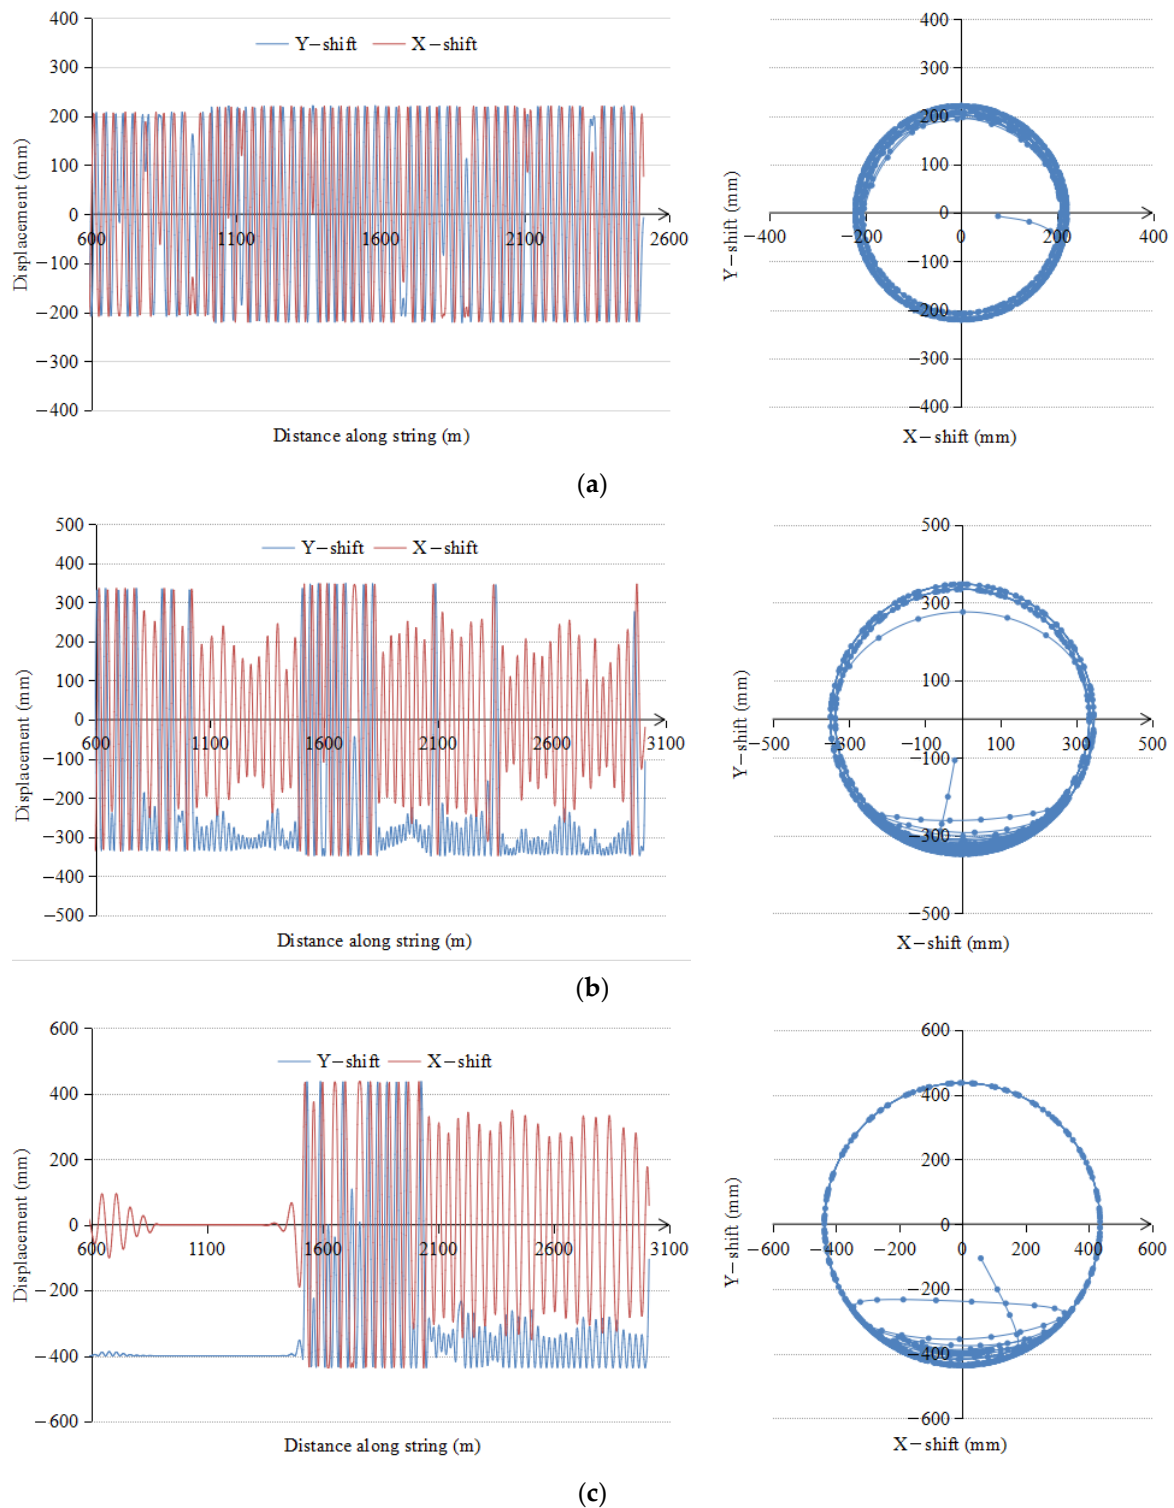 400
Y−shift X−shift
300
200
100
0
600 1100 1600 2100 2600
−100
−200
−300
−400
Displacement (mm)
Distance along string (m)
400
300
200
100
0
−400 −200 0 200 400
−100
−200
−300
−400
Y−shift (mm)
X−shift (mm)
(a)
500
Y−shift X−shift
400
300
200
100
0
600 1100 1600 2100 2600 3100
−100
−200
−300
−400
−500
Displacement (mm)
Distance along string (m)
500
300
100
−500 −300 −100 100 300 500
−100
−300
−500
Y−shift (mm)
X−shift (mm)
(b)
600
Y−shift X−shift
400
200
0
600 1100 1600 2100 2600 3100
−200
−400
−600
Displacement (mm)
Distance along string (m)
600
400
200
0
−600 −400 −200 0 200 400 600
−200
−400
−600
Y−shift (mm)
X−shift (mm)
(c)